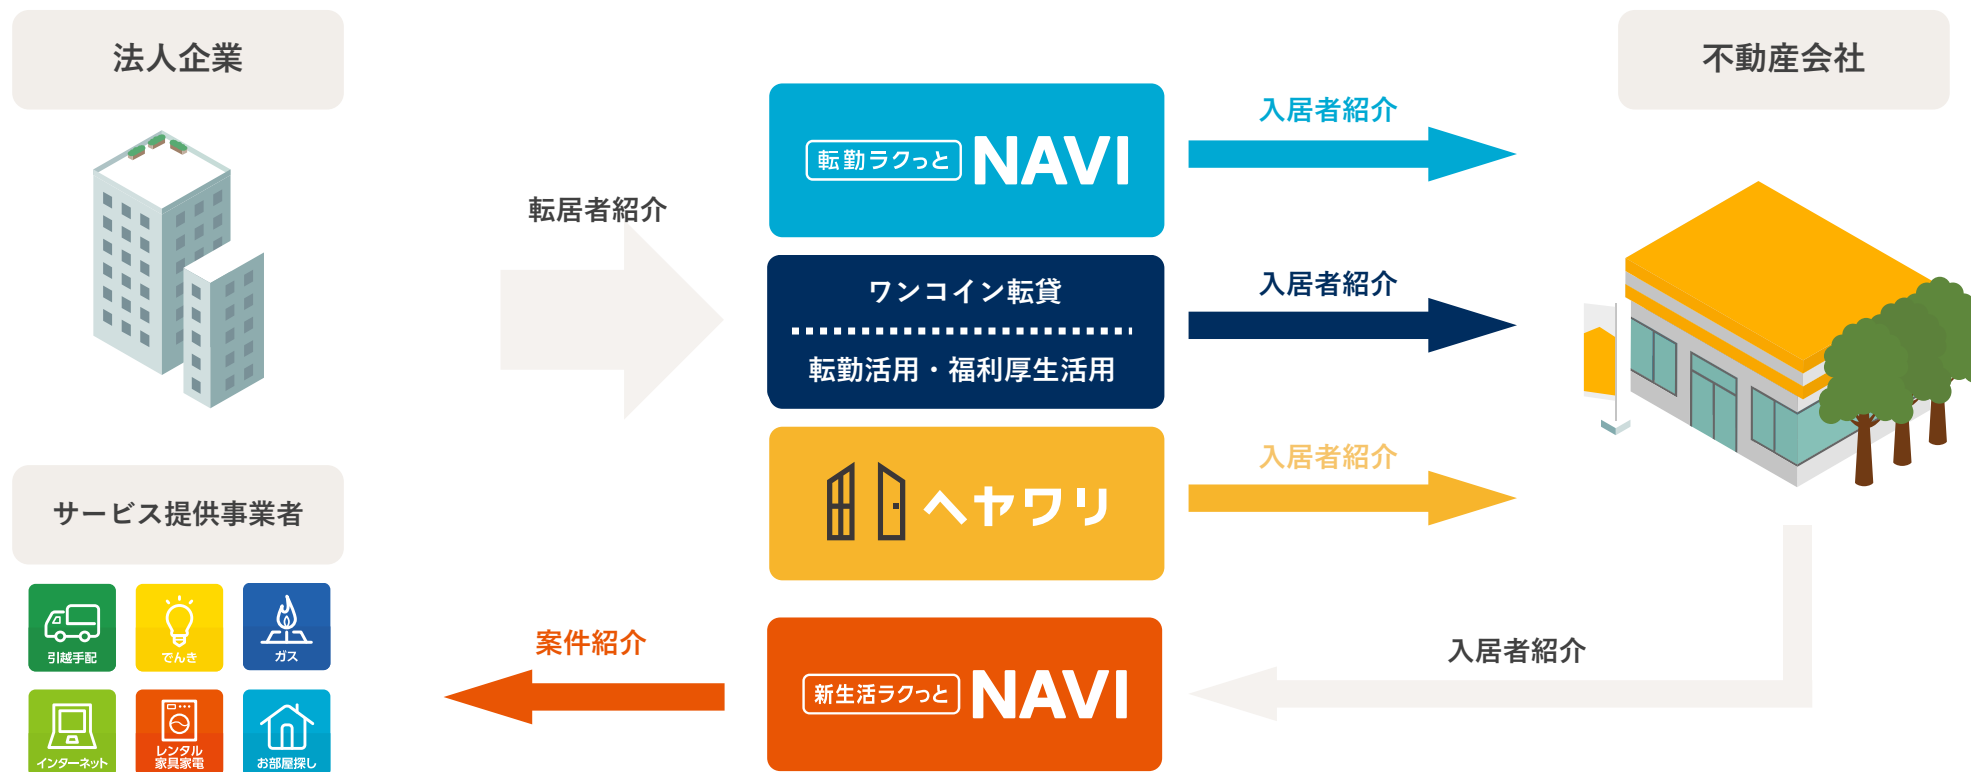 法人企業
不動産会社
転居者紹介
転勤ラクっと NAVI
入居者紹介
ワンコイン転貸
転勤活用・福利厚生活用
入居者紹介
ヘヤワリ
入居者紹介
サービス提供事業者
引越手配
でんき
ガス
インターネット
レンタル
家具家電
お部屋探し
案件紹介
新生活ラクっと NAVI
入居者紹介